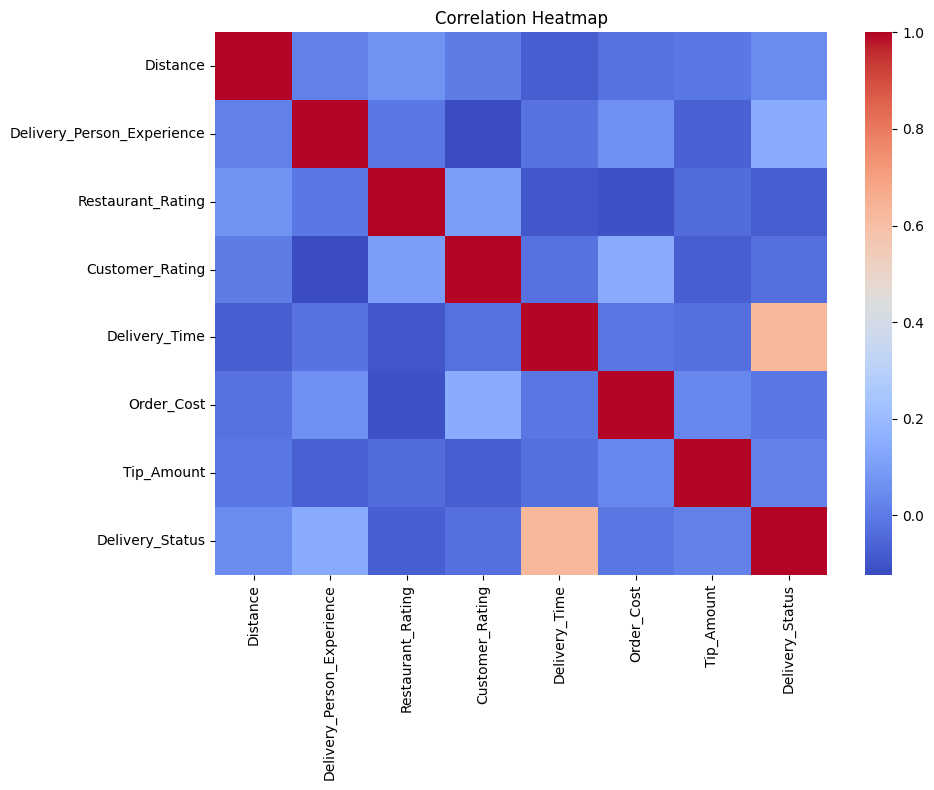 Correlation Heatmap
Distance
Delivery_Person_Experience
Restaurant_Rating
Customer_Rating
Delivery_Time
Order_Cost
Tip_Amount
Delivery_Status
Distance
Delivery_Person_Experience
Restaurant_Rating
Customer_Rating
Delivery_Time
Order_Cost
Tip_Amount
Delivery_Status
1.0
0.8
0.6
0.4
0.2
0.0